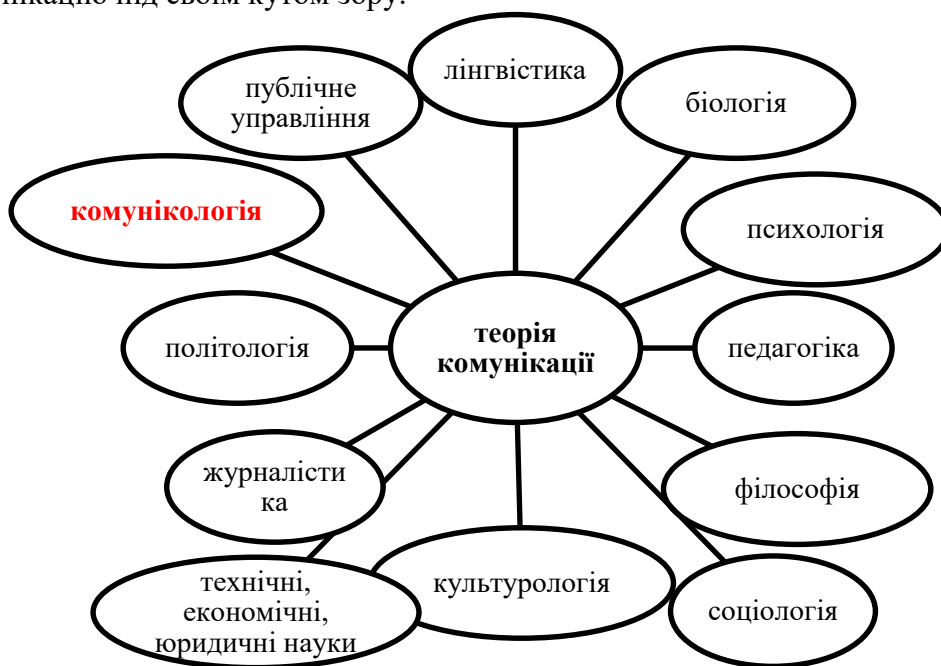 під своїм кутом зору.
лінгвістика
публічне
управління
біологія
комунікологія
психологія
теорія
комунікації
політологія
педагогіка
журналісти
ка
філософія
технічні,
економічні,
юридичні науки
культурологія
соціологія